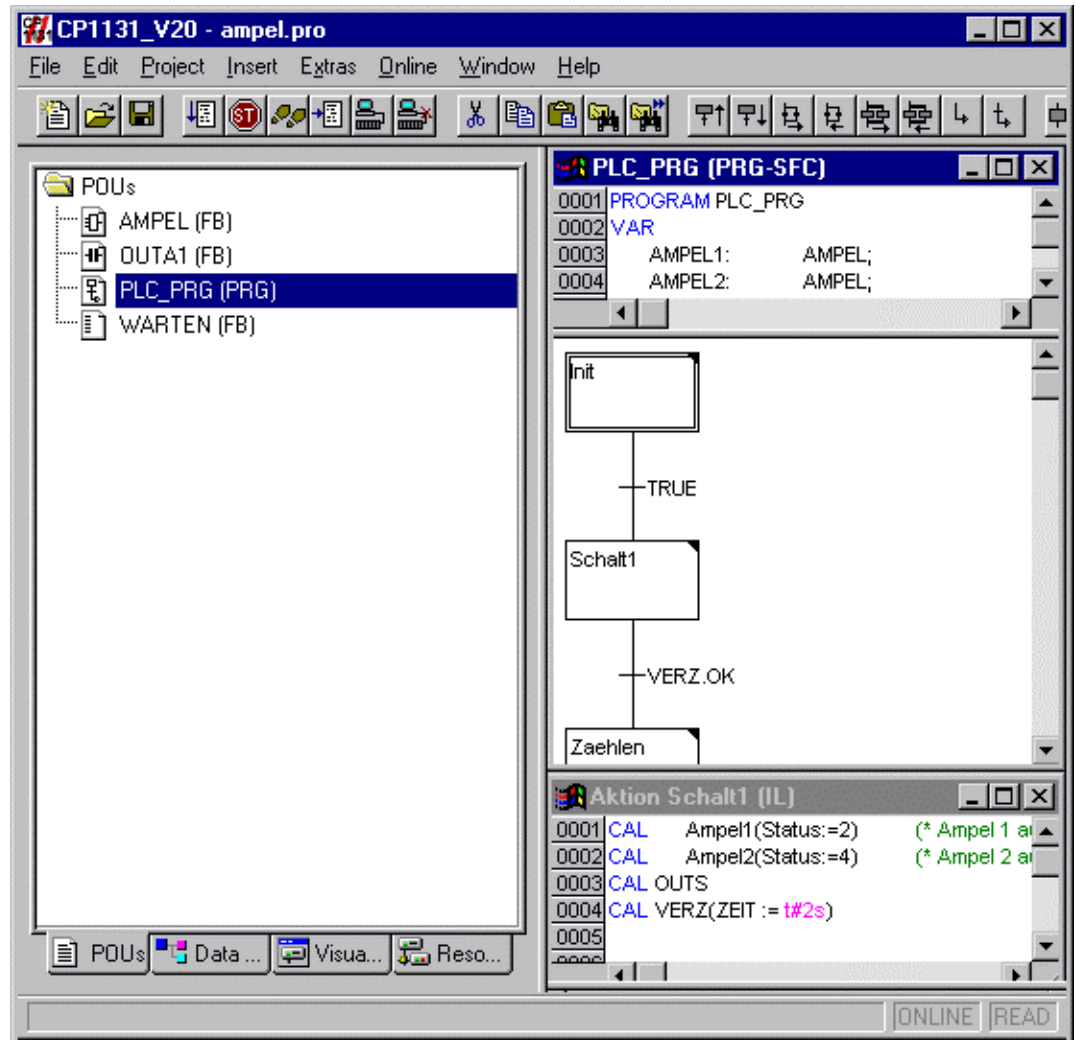 CP1131_V20 - ampel.pro
File Edit Project Insert Extras Online Window Help
POUs
AMPEL (FB)
OUTA1 (FB)
PLC_PRG (PRG)
WARTEN (FB)
POUs Data ... Visua... Reso...
PLC_PRG (PRG-SFC)
0001 PROGRAM PLC_PRG
0002 VAR
0003 AMPEL1: AMPEL;
0004 AMPEL2: AMPEL;
Init
TRUE
Schalt1
VERZ.OK
Zaehlen
Aktion Schalt1 (IL)
0001 CAL Ampel1(Status:=2) (* Ampel 1 a
0002 CAL Ampel2(Status:=4) (* Ampel 2 a
0003 CAL OUTS
0004 CAL VERZ(ZEIT := t#2s)
0005
ONLINE READ